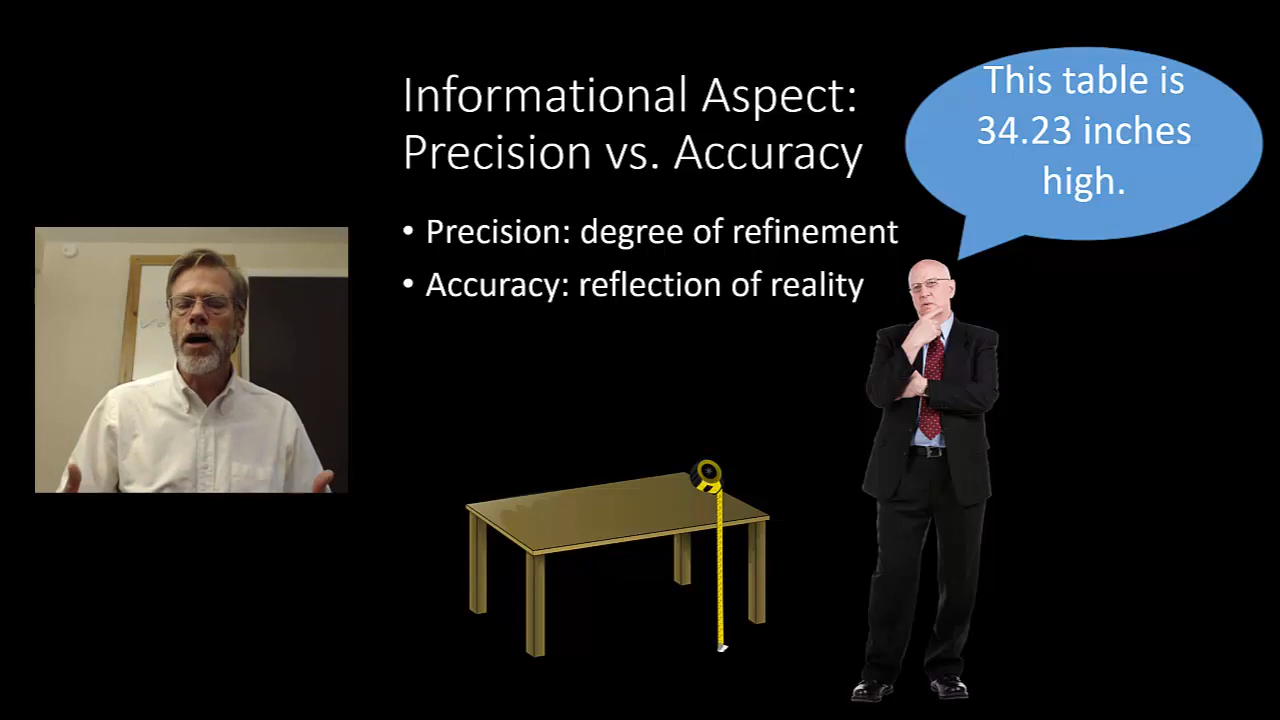 Informational Aspect:
Precision vs. Accuracy
• Precision: degree of refinement
• Accuracy: reflection of reality
This table is
34.23 inches
high.